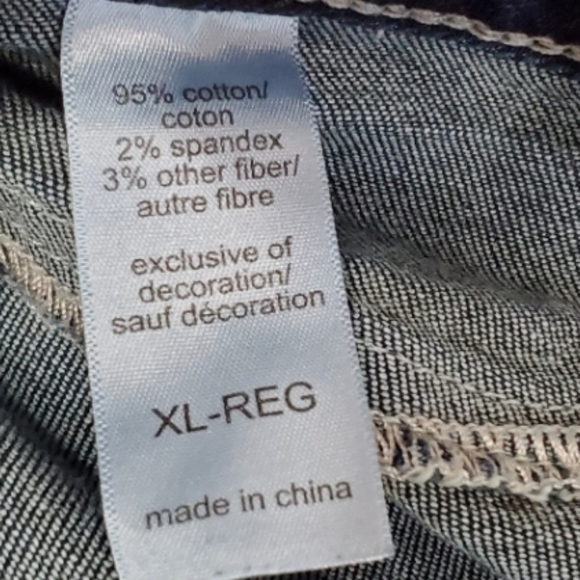 95% cotton/
coton
2% spandex
3% other fiber/
autre fibre
exclusive of
decoration/
sauf décoration
XL-REG
made in china